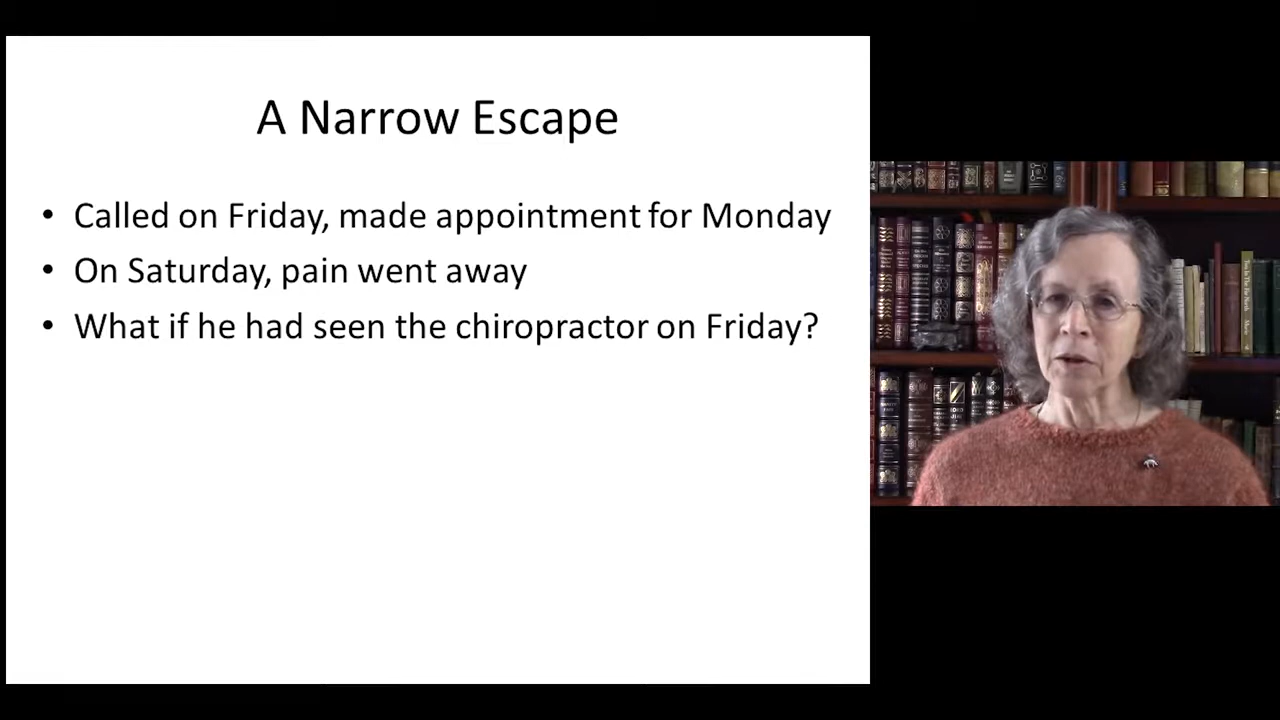 A Narrow Escape
• Called on Friday, made appointment for Monday
• On Saturday, pain went away
• What if he had seen the chiropractor on Friday?